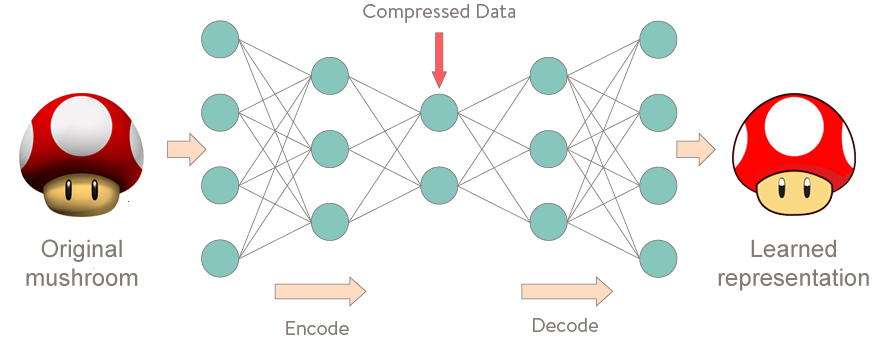 Compressed Data
Original
mushroom
Learned
representation
Encode
Decode